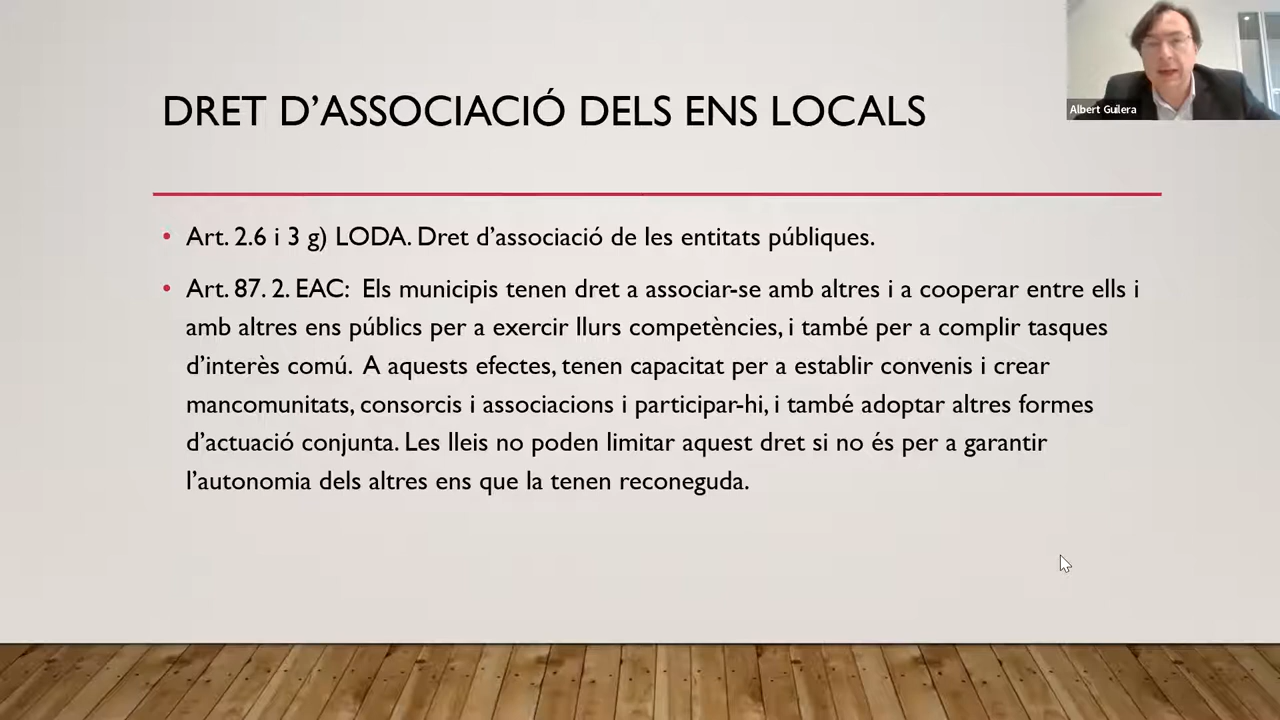 DRET D’ASSOCIACIÓ DELS ENS LOCALS
Albert Guilera
• Art. 2.6 i 3 g) LODA. Dret d’associació de les entitats públiques.
• Art. 87. 2. EAC: Els municipis tenen dret a associar-se amb altres i a cooperar entre ells i
amb altres ens públics per a exercir llurs competències, i també per a complir tasques
d’interès comú. A aquests efectes, tenen capacitat per a establir convenis i crear
mancomunitats, consorcis i associacions i participar-hi, i també adoptar altres formes
d’actuació conjunta. Les lleis no poden limitar aquest dret si no és per a garantir
l’autonomia dels altres ens que la tenen reconeguda.